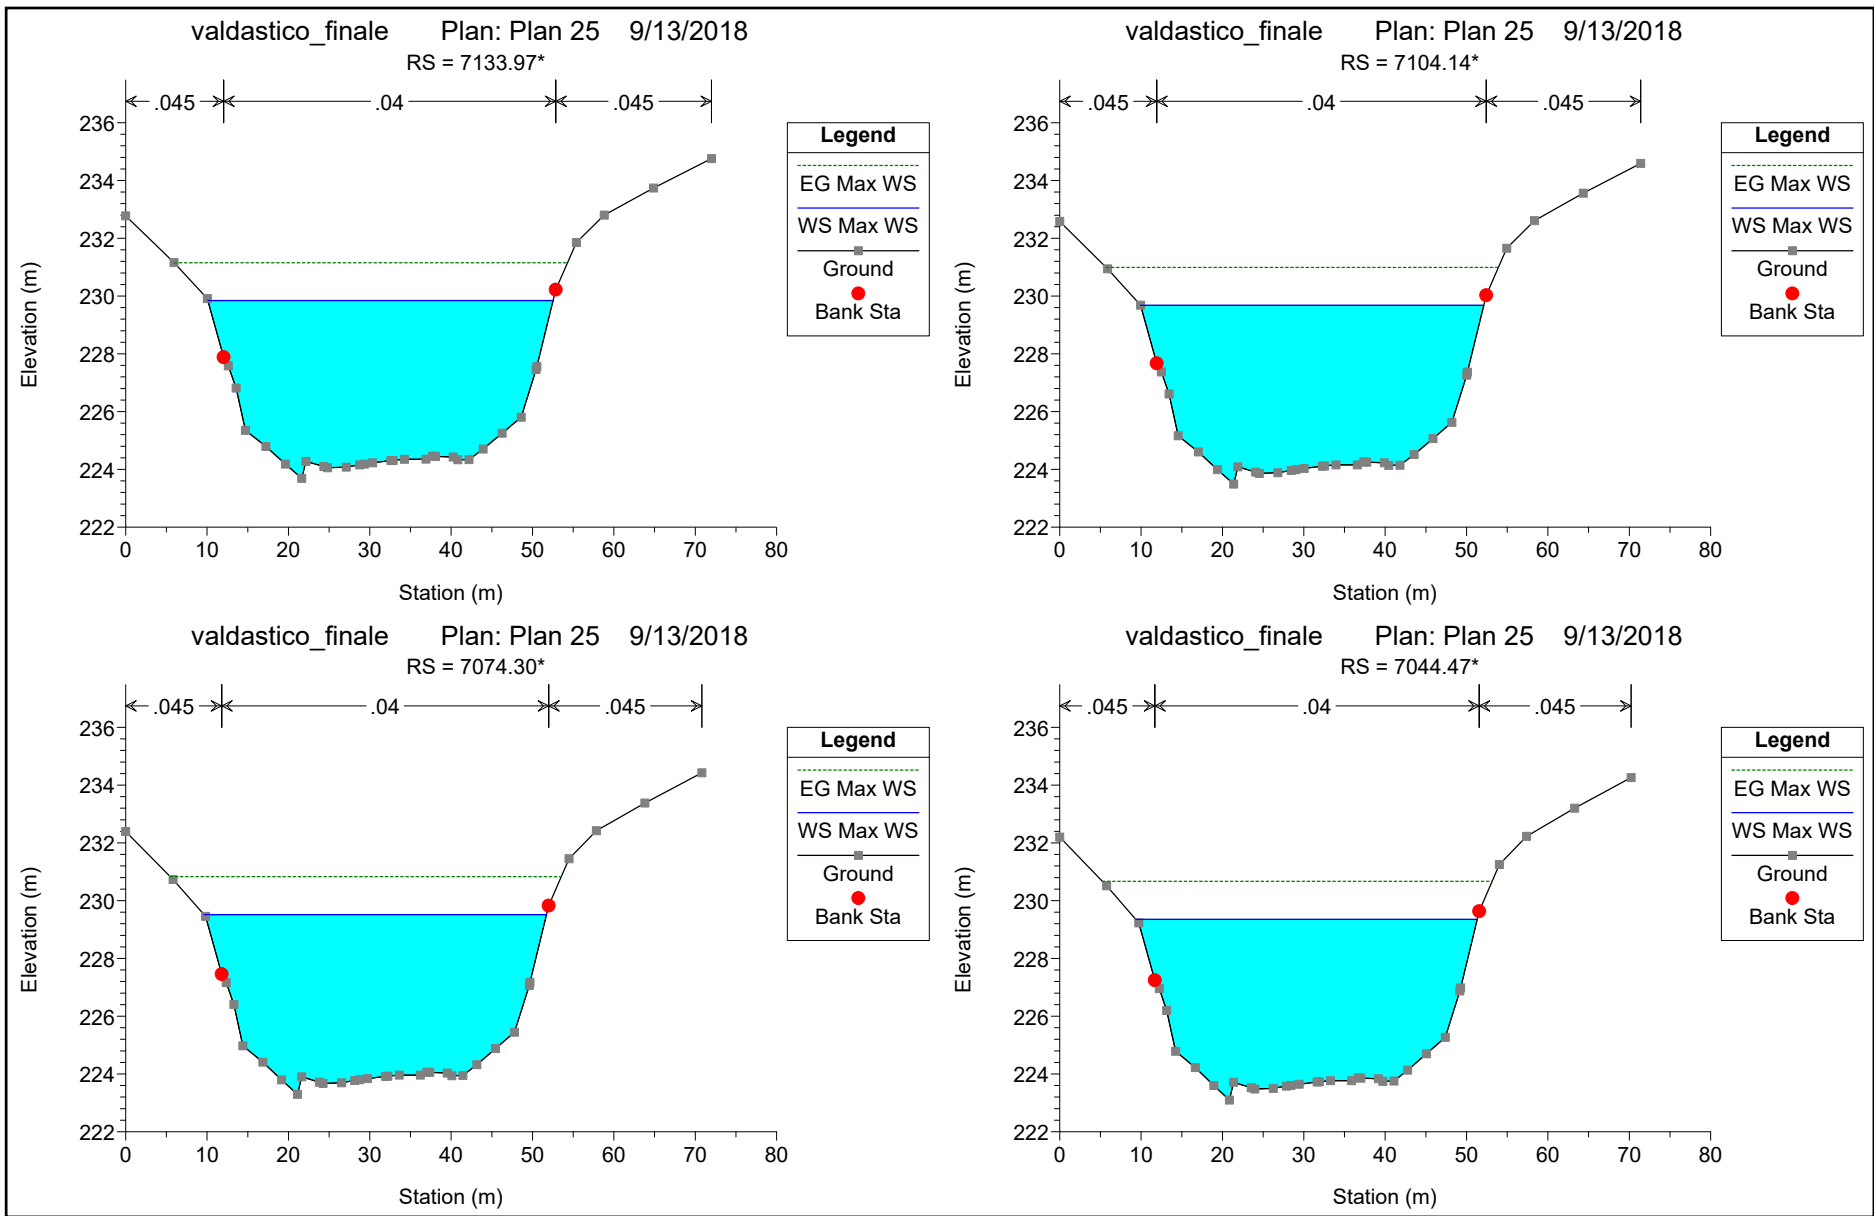 valdastico_finale Plan: Plan 25 9/13/2018
RS = 7133.97*
.045 .04 .045
236
234
232
230
228
226
224
222
0 10 20 30 40 50 60 70 80
Elevation (m)
Station (m)
Legend
EG Max WS
WS Max WS
Ground
Bank Sta
valdastico_finale Plan: Plan 25 9/13/2018
RS = 7104.14*
.045 .04 .045
236
234
232
230
228
226
224
222
0 10 20 30 40 50 60 70 80
Elevation (m)
Station (m)
Legend
EG Max WS
WS Max WS
Ground
Bank Sta
valdastico_finale Plan: Plan 25 9/13/2018
RS = 7074.30*
.045 .04 .045
236
234
232
230
228
226
224
222
0 10 20 30 40 50 60 70 80
Elevation (m)
Station (m)
Legend
EG Max WS
WS Max WS
Ground
Bank Sta
valdastico_finale Plan: Plan 25 9/13/2018
RS = 7044.47*
.045 .04 .045
236
234
232
230
228
226
224
222
0 10 20 30 40 50 60 70 80
Elevation (m)
Station (m)
Legend
EG Max WS
WS Max WS
Ground
Bank Sta